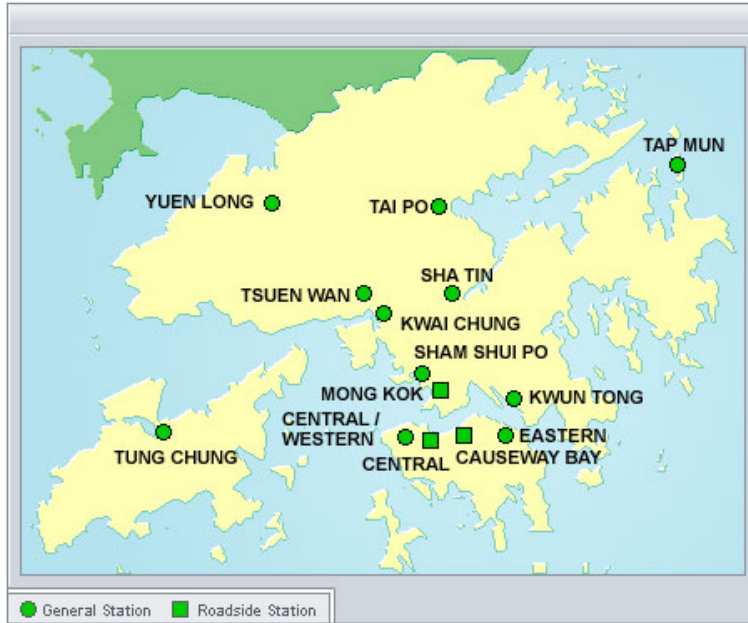 TAP MUN
YUEN LONG
TAI PO
TSUEN WAN
SHA TIN
KWAI CHUNG
SHAM SHUI PO
MONG KOK
KWUN TONG
CENTRAL /
WESTERN
EASTERN
TUNG CHUNG
CENTRAL
CAUSEWAY BAY
General Station
Roadside Station